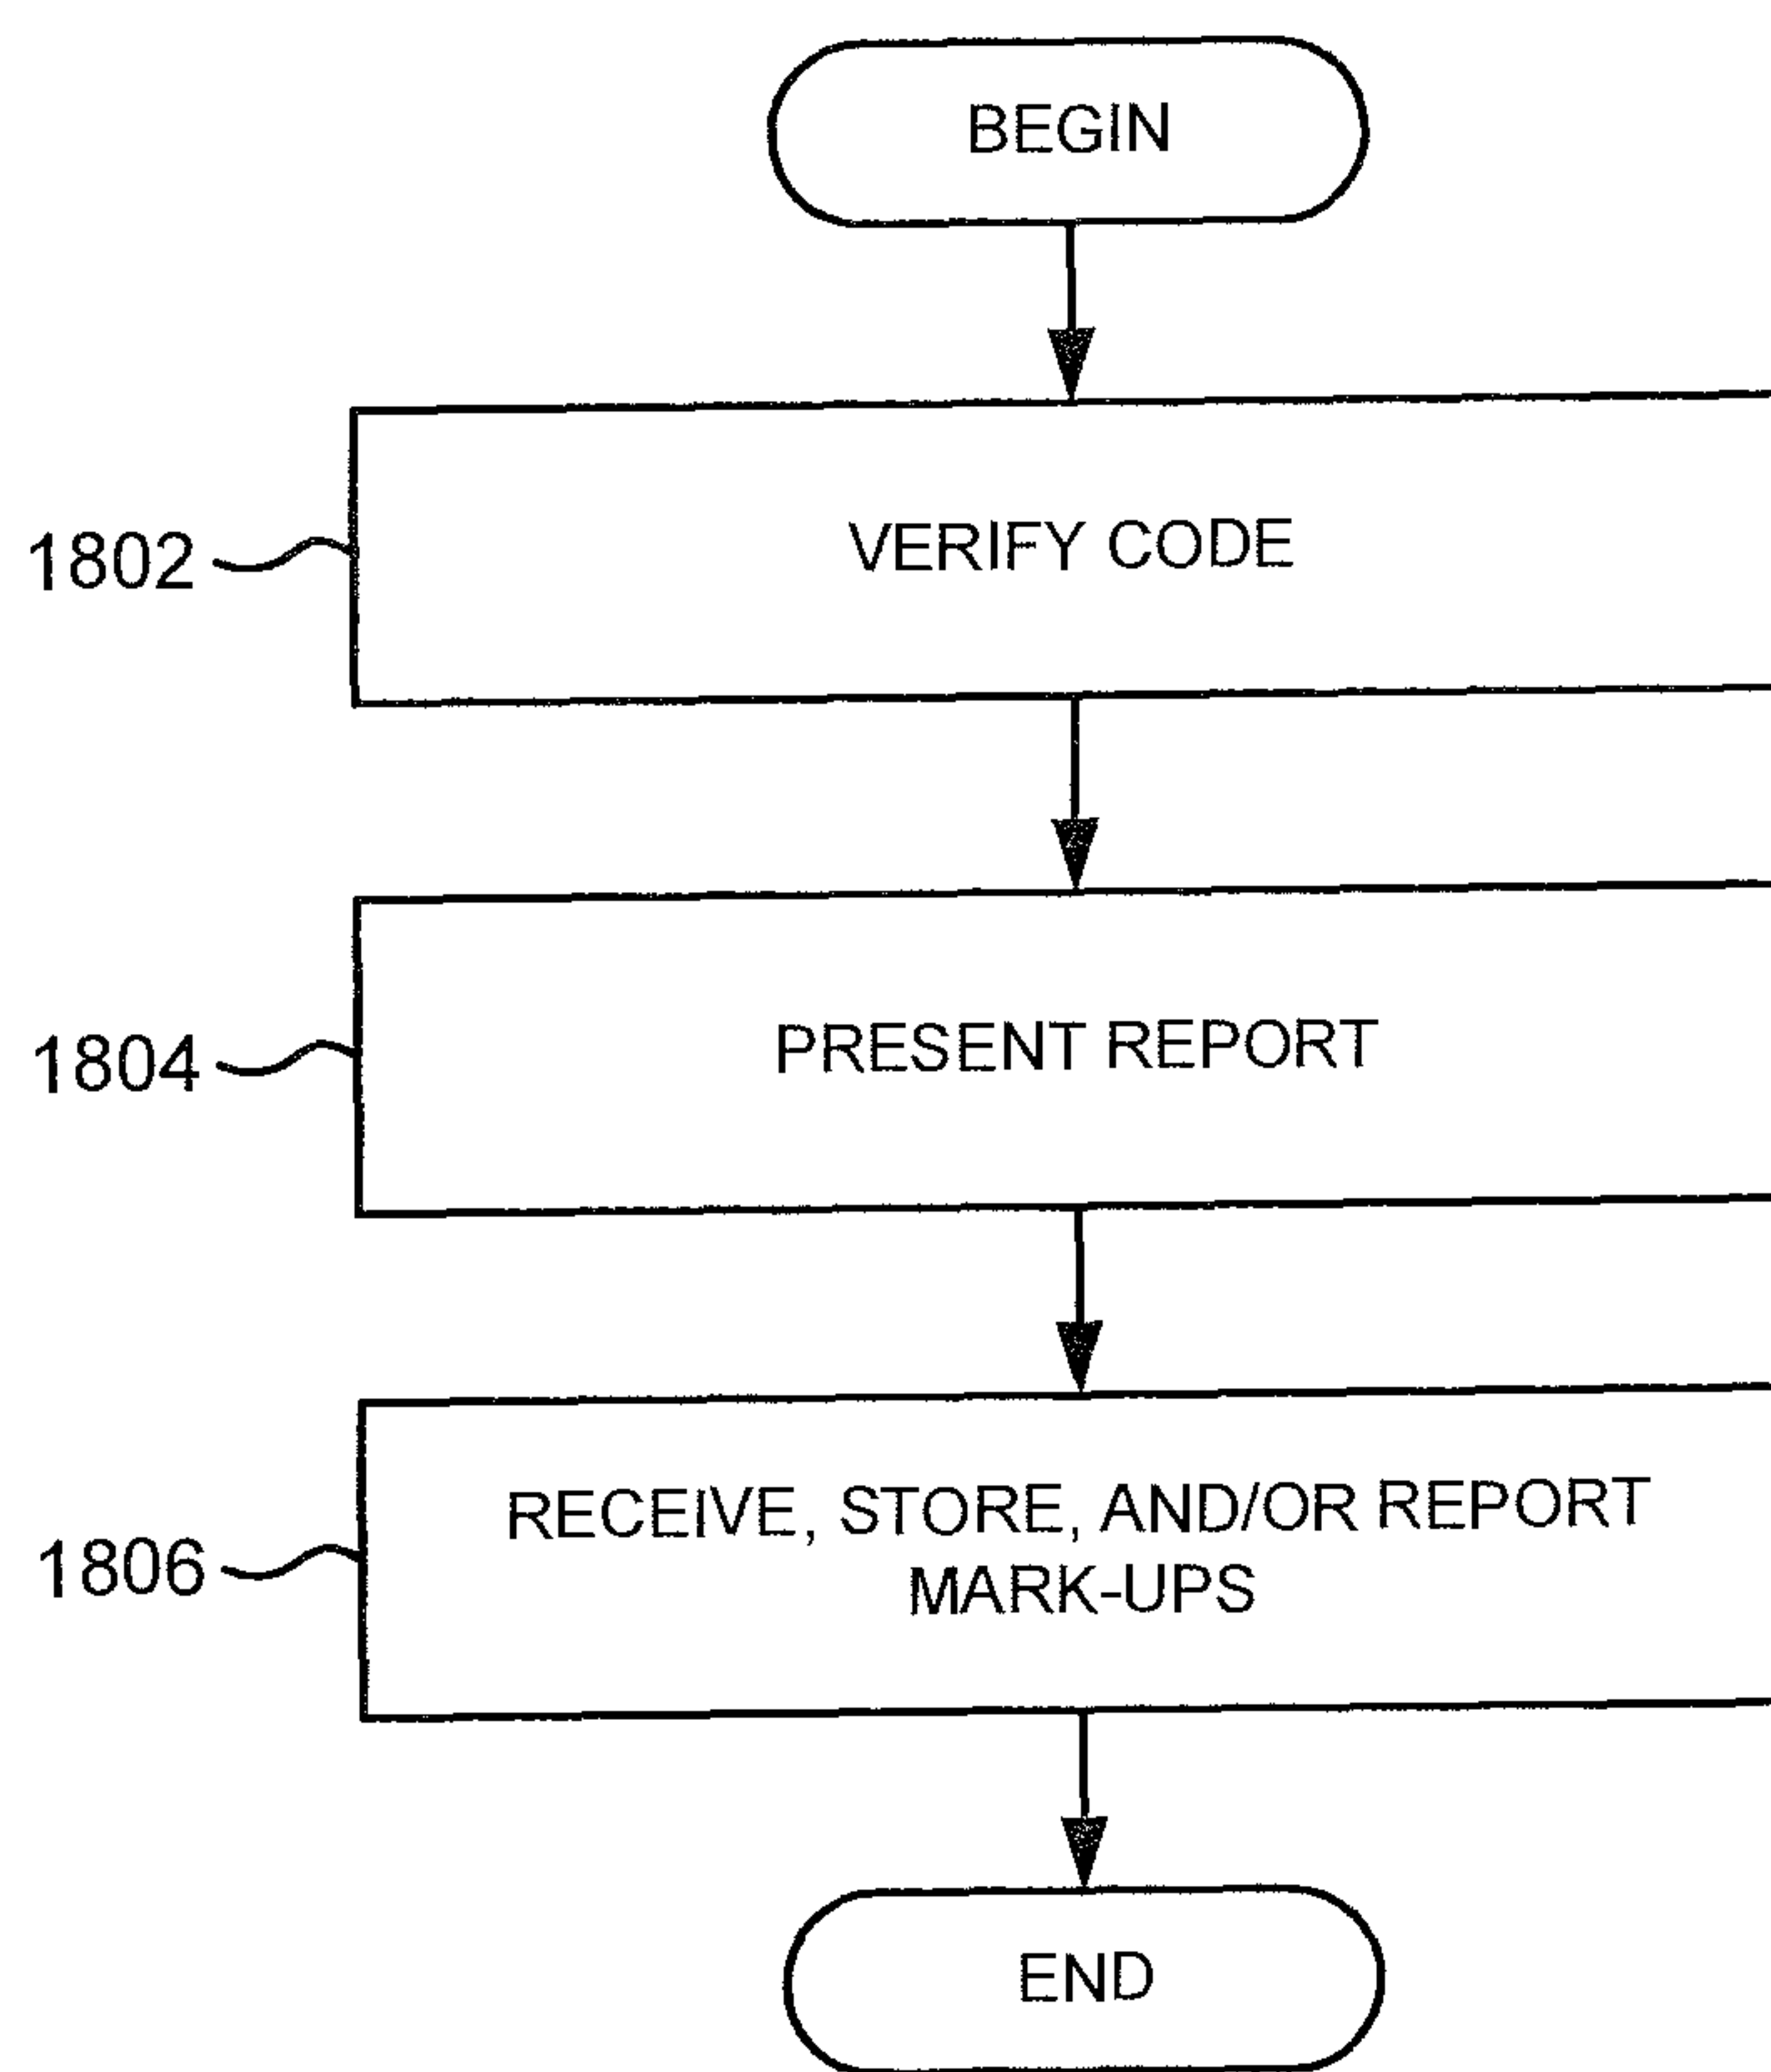 BEGIN
1802
VERIFY CODE
1804
PRESENT REPORT
1806
RECEIVE, STORE, AND/OR REPORT
MARK-UPS
END